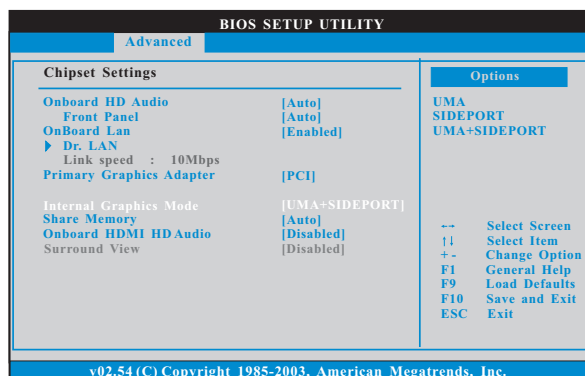 BIOS SETUP UTILITY
Advanced
Chipset Settings
Onboard HD Audio [Auto]
Front Panel [Auto]
OnBoard Lan [Enabled]
Dr. LAN
Link speed : 10Mbps
Primary Graphics Adapter [PCI]
Internal Graphics Mode [UMA+SIDEPORT]
Share Memory [Auto]
Onboard HDMI HD Audio [Disabled]
Surround View [Disabled]
Options
UMA
SIDEPORT
UMA+SIDEPORT
↔ Select Screen
↑↓ Select Item
+ - Change Option
F1 General Help
F9 Load Defaults
F10 Save and Exit
ESC Exit
v02.54 (C) Copyright 1985-2003, American Megatrends, Inc.